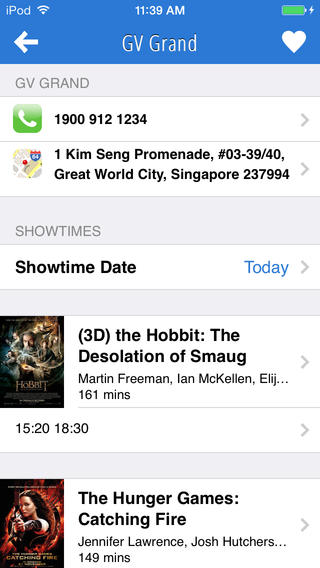 iPod 11:39 AM
GV Grand
GV GRAND
1900 912 1234
1 Kim Seng Promenade, #03-39/40,
Great World City, Singapore 237994
SHOWTIMES
Showtime Date Today
(3D) the Hobbit: The
Desolation of Smaug
Martin Freeman, Ian McKellen, Elij…
161 mins
HOBBIT
15:20 18:30
The Hunger Games:
Catching Fire
Jennifer Lawrence, Josh Hutchers…
149 mins
CATCHING FIRE